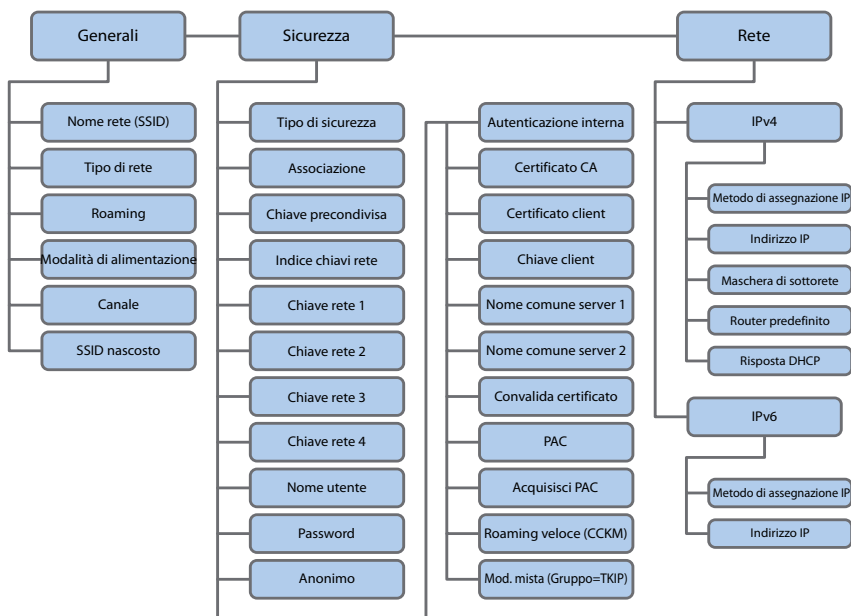 Generali
Sicurezza
Rete
Nome rete (SSID)
Tipo di rete
Roaming
Modalità di alimentazione
Canale
SSID nascosto
Tipo di sicurezza
Associazione
Chiave precondivisa
Indice chiavi rete
Chiave rete 1
Chiave rete 2
Chiave rete 3
Chiave rete 4
Nome utente
Password
Anonimo
Autenticazione interna
Certificato CA
Certificato client
Chiave client
Nome comune server 1
Nome comune server 2
Convalida certificato
PAC
Acquisisci PAC
Roaming veloce (CCKM)
Mod. mista (Gruppo=TKIP)
IPv4
Metodo di assegnazione IP
Indirizzo IP
Maschera di sottorete
Router predefinito
Risposta DHCP
IPv6
Metodo di assegnazione IP
Indirizzo IP